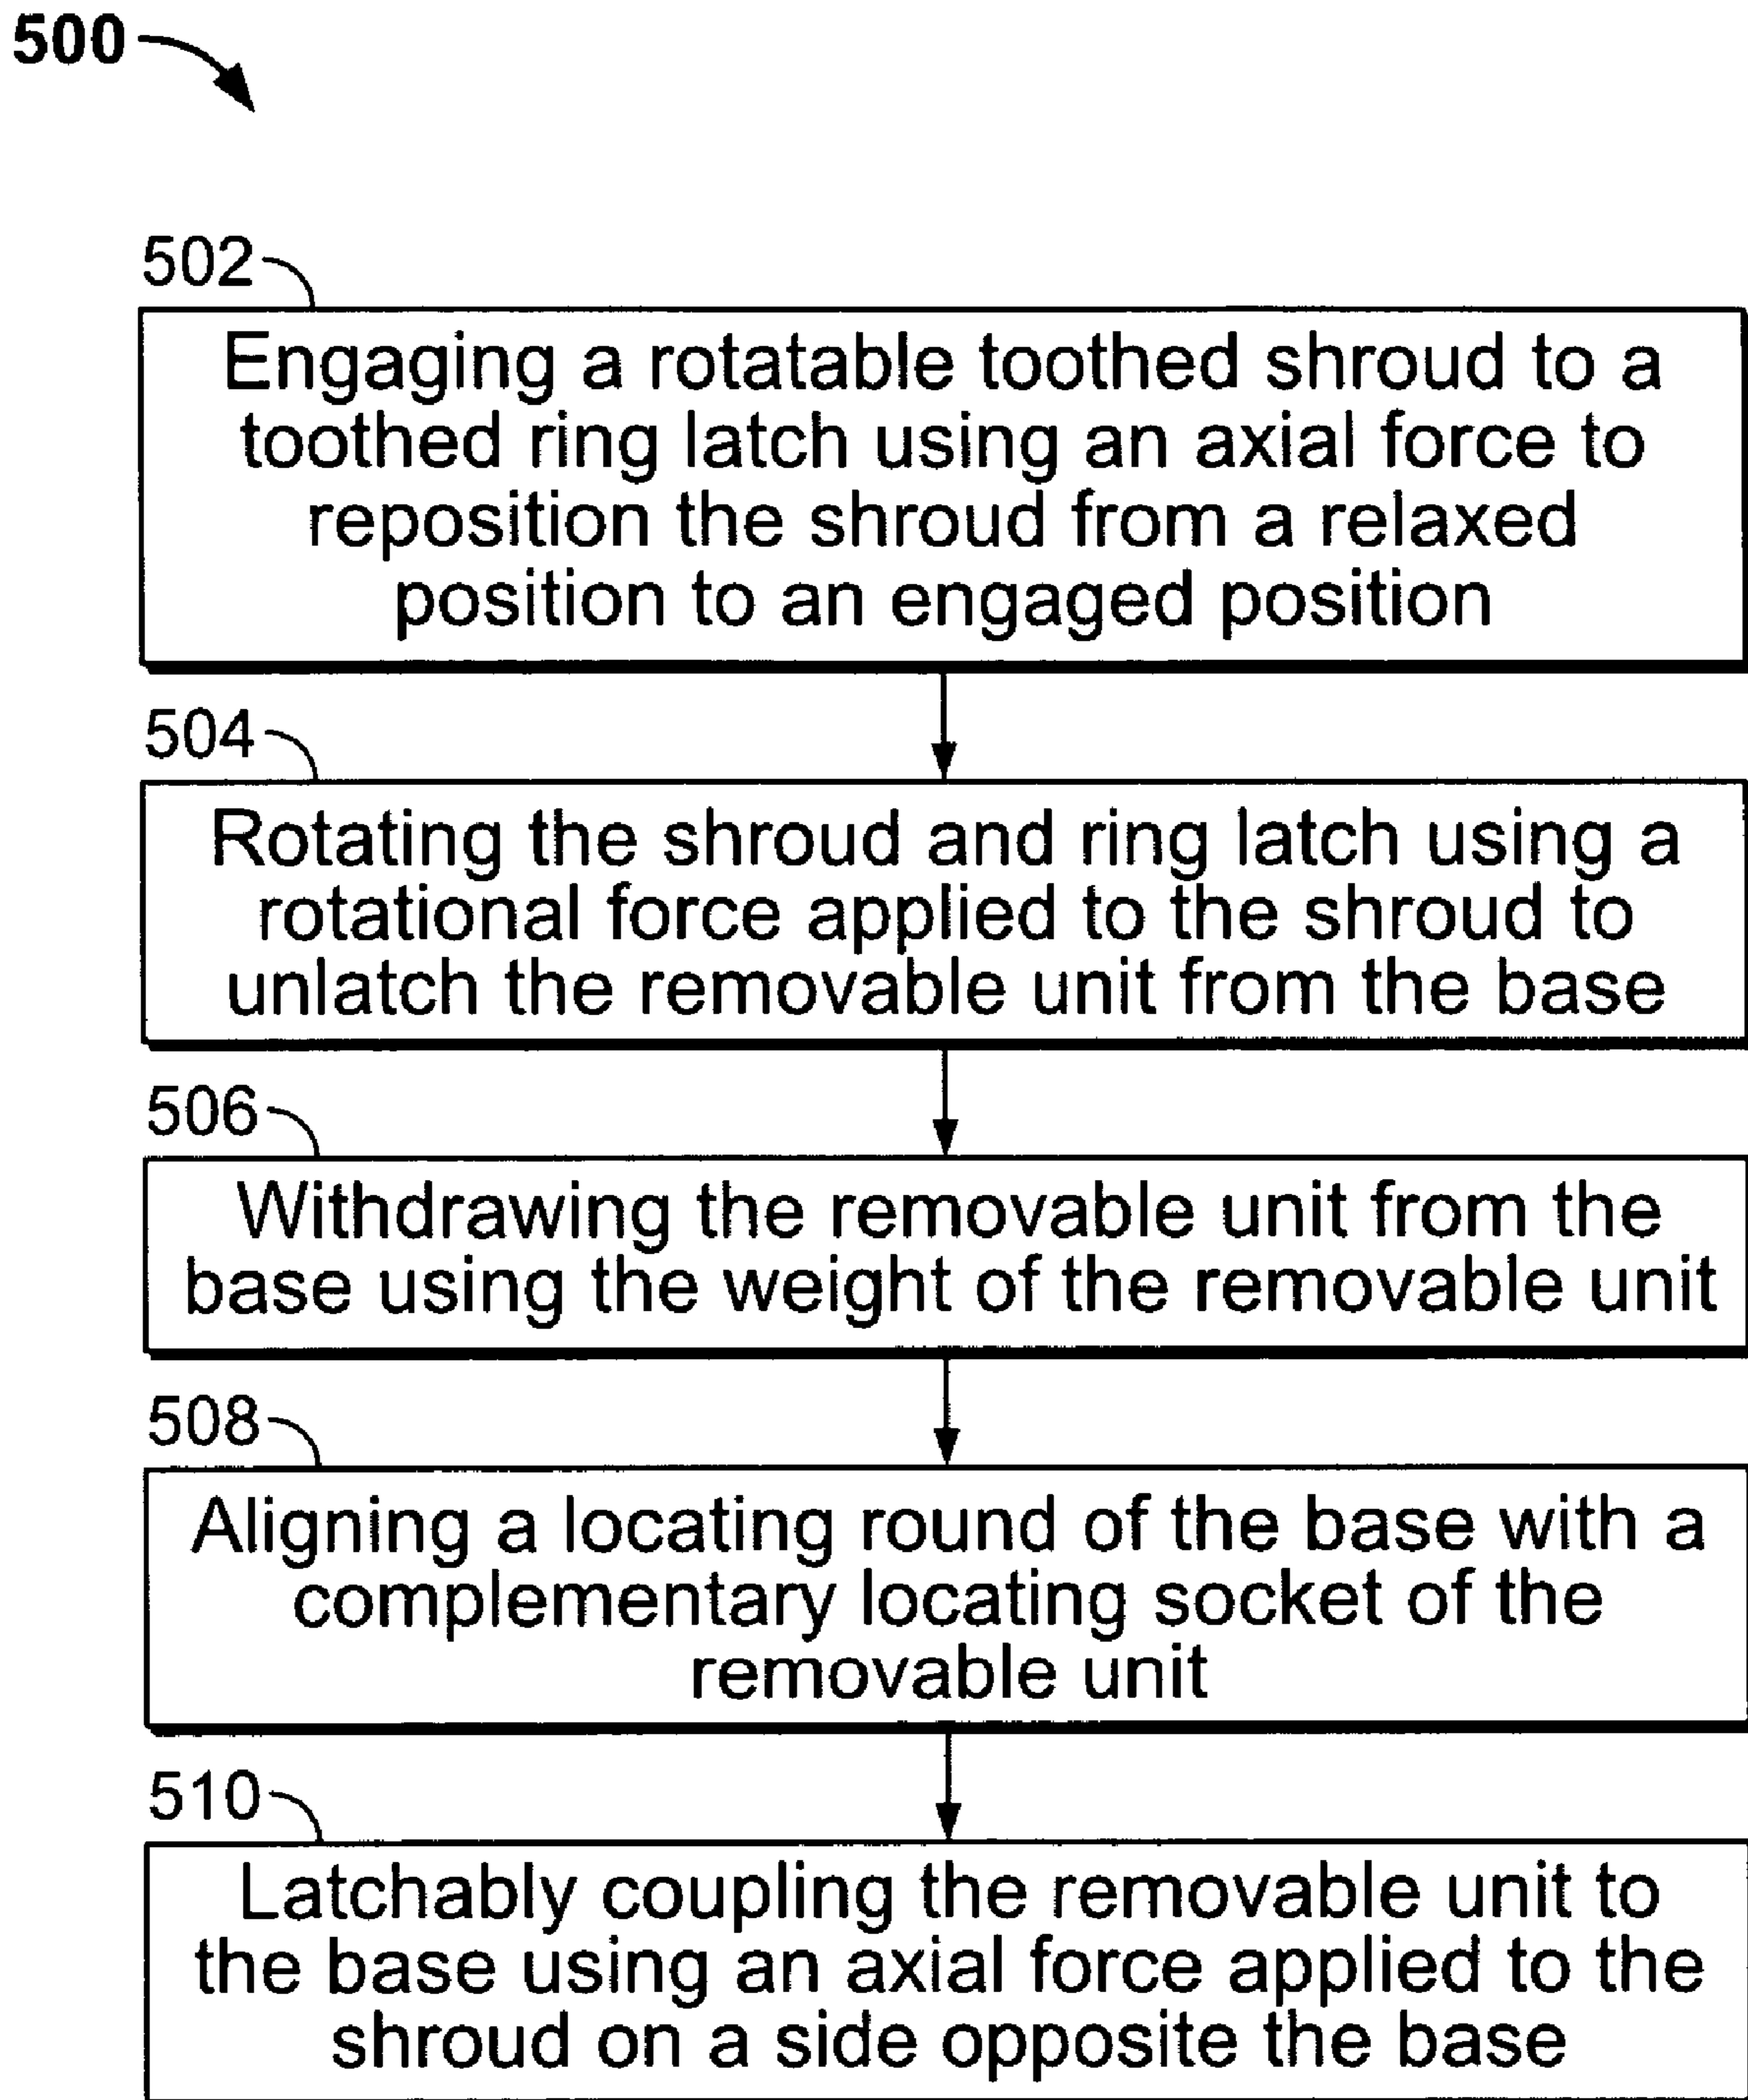 500
502
Engaging a rotatable toothed shroud to a
toothed ring latch using an axial force to
reposition the shroud from a relaxed
position to an engaged position
504
Rotating the shroud and ring latch using a
rotational force applied to the shroud to
unlatch the removable unit from the base
506
Withdrawing the removable unit from the
base using the weight of the removable unit
508
Aligning a locating round of the base with a
complementary locating socket of the
removable unit
510
Latchably coupling the removable unit to
the base using an axial force applied to the
shroud on a side opposite the base